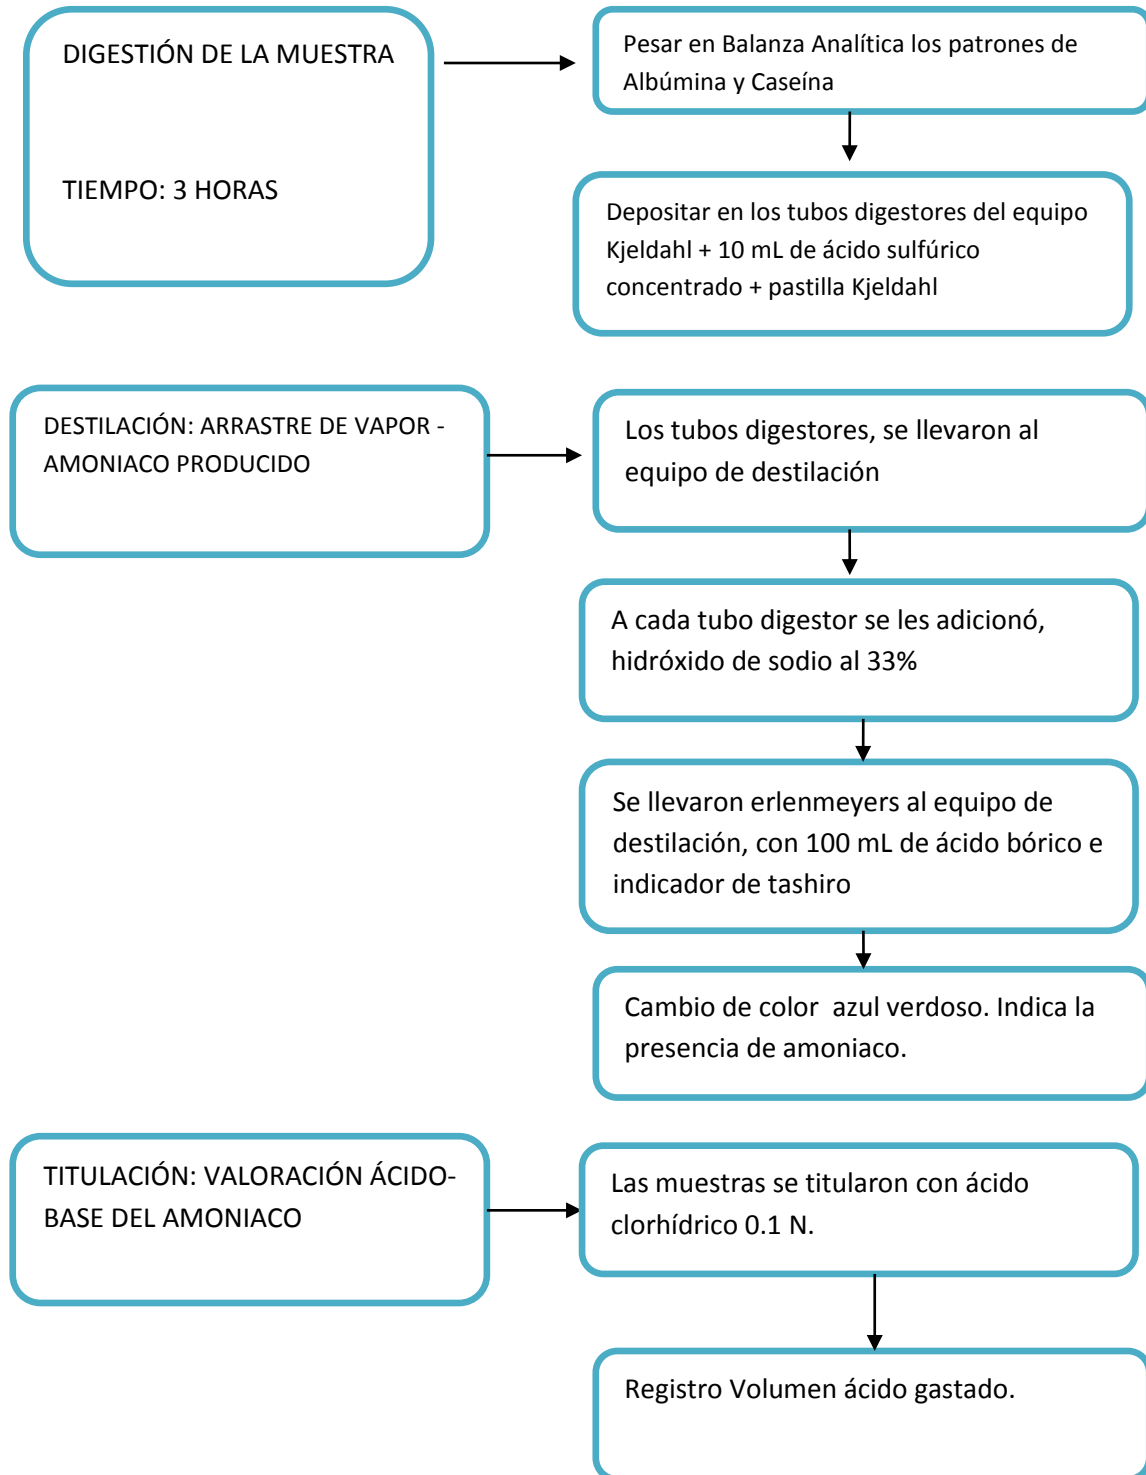 DIGESTIÓN DE LA MUESTRA
TIEMPO: 3 HORAS
Pesar en Balanza Analítica los patrones de
Albúmina y Caseína
Depositar en los tubos digestores del equipo
Kjeldahl + 10 mL de ácido sulfúrico
concentrado + pastilla Kjeldahl
DESTILACIÓN: ARRASTRE DE VAPOR -
AMONIACO PRODUCIDO
Los tubos digestores, se llevaron al
equipo de destilación
A cada tubo digestor se les adicionó,
hidróxido de sodio al 33%
Se llevaron erlenmeyers al equipo de
destilación, con 100 mL de ácido bórico e
indicador de tashiro
Cambio de color  azul verdoso. Indica la
presencia de amoniaco.
TITULACIÓN: VALORACIÓN ÁCIDO-
BASE DEL AMONIACO
Las muestras se titularon con ácido
clorhídrico 0.1 N.
Registro Volumen ácido gastado.